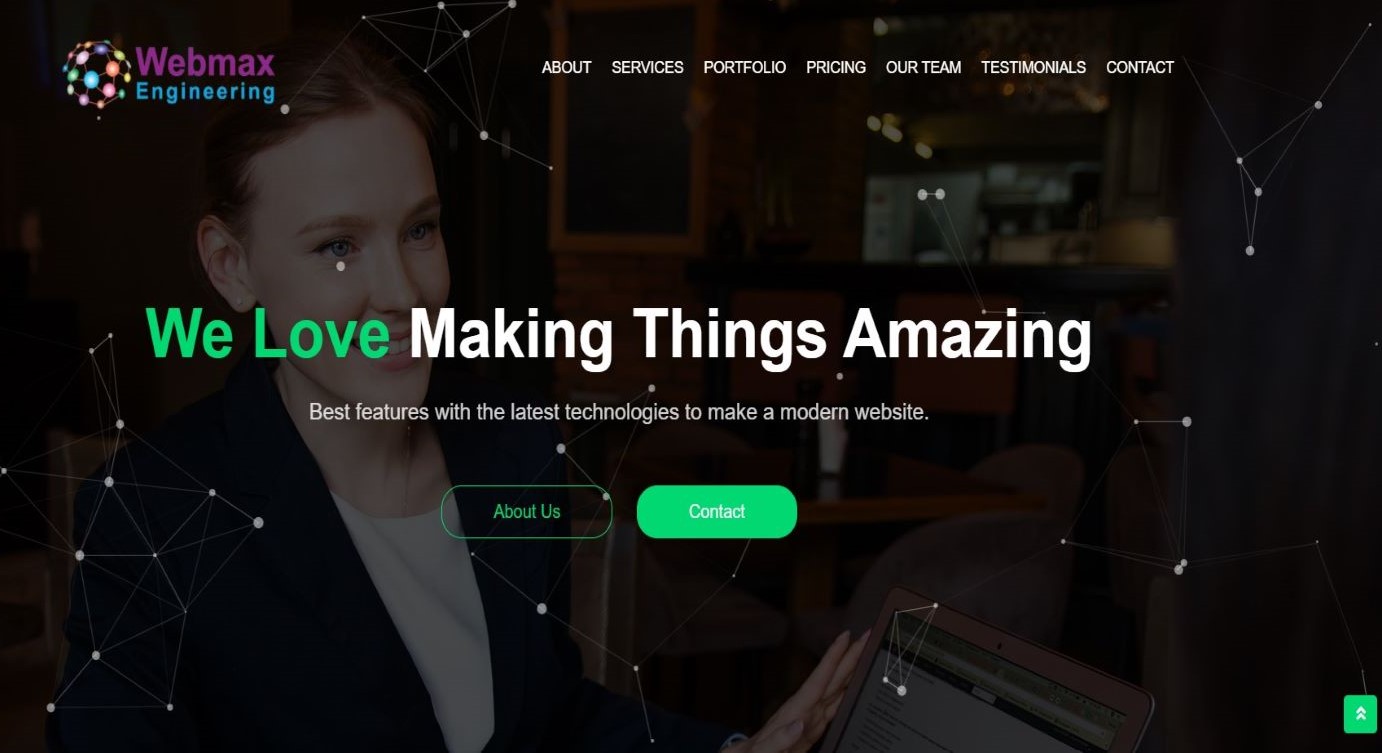 Webmax
Engineering
ABOUT SERVICES PORTFOLIO PRICING OUR TEAM TESTIMONIALS CONTACT
We Love Making Things Amazing
Best features with the latest technologies to make a modern website.
About Us Contact